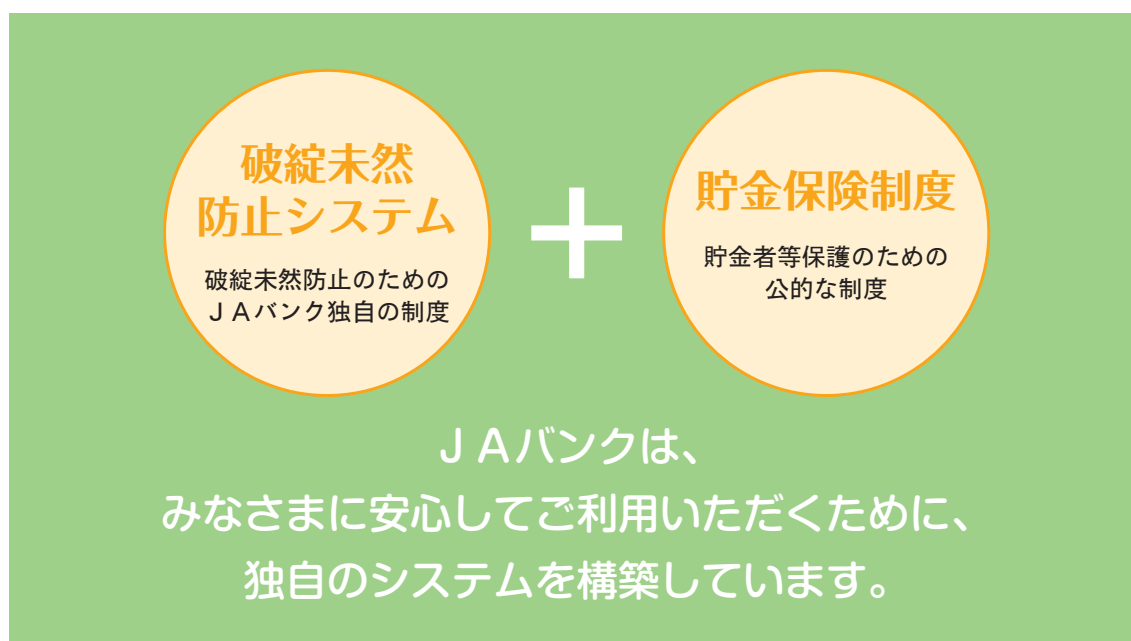 破綻未然
防止システム
破綻未然防止のための
ＪＡバンク独自の制度
＋
貯金保険制度
貯金者等保護のための
公的な制度
ＪＡバンクは、
みなさまに安心してご利用いただくために、
独自のシステムを構築しています。